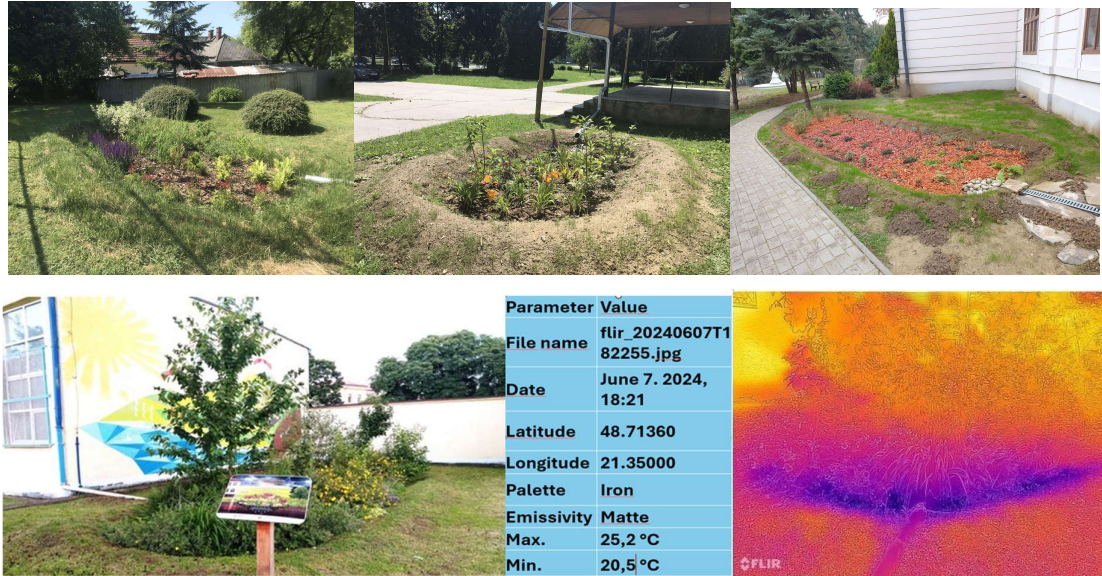 Parameter Value
File name flir_20240607T1
82255.jpg
Date June 7. 2024,
18:21
Latitude 48.71360
Longitude 21.35000
Palette Iron
Emissivity Matte
Max. 25,2 °C
Min. 20,5 °C
FLIR